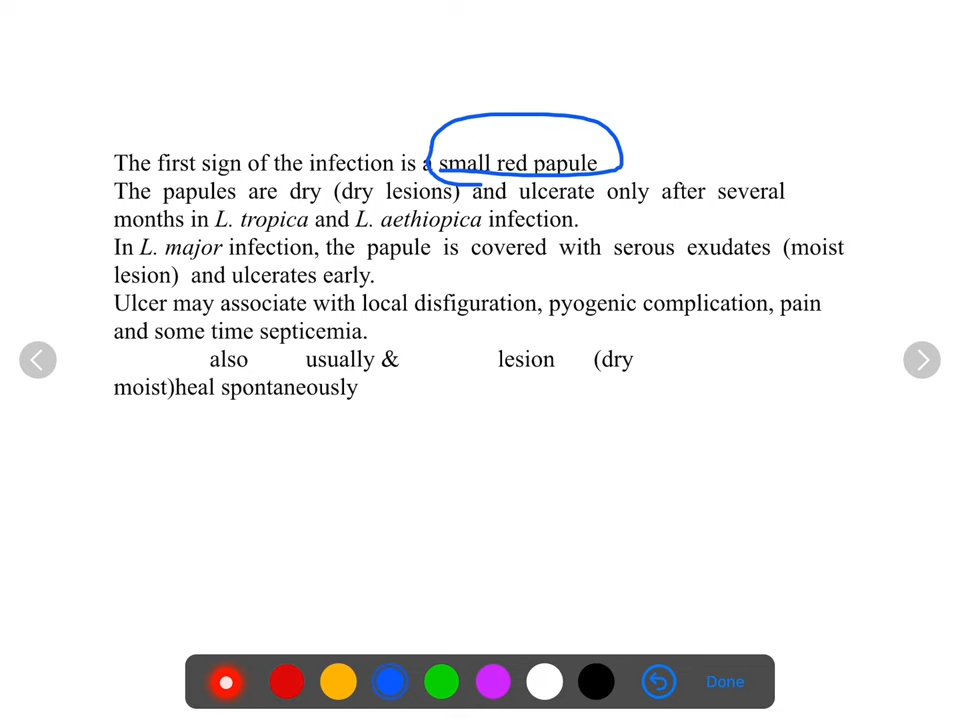 The first sign of the infection is a small red papule
The papules are dry (dry lesions) and ulcerate only after several
months in L. tropica and L. aethiopica infection.
In L. major infection, the papule is covered with serous exudates (moist
lesion) and ulcerates early.
Ulcer may associate with local disfiguration, pyogenic complication, pain
and some time septicemia.
also usually & lesion (dry
moist)heal spontaneously
Done